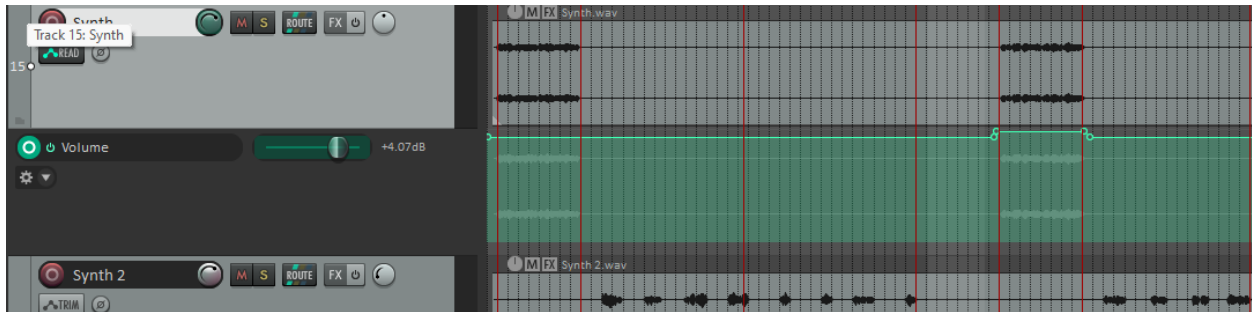 Synth M S ROUTE FX M FX Synth.wav
Track 15: Synth
READ
15
Volume +4.07dB
Synth 2 M S ROUTE FX M FX Synth 2.wav
TRIM